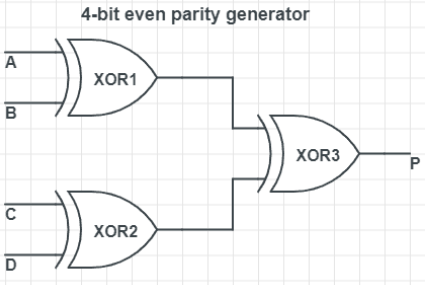 4-bit even parity generator
A
XOR1
B
XOR3
P
C
XOR2
D